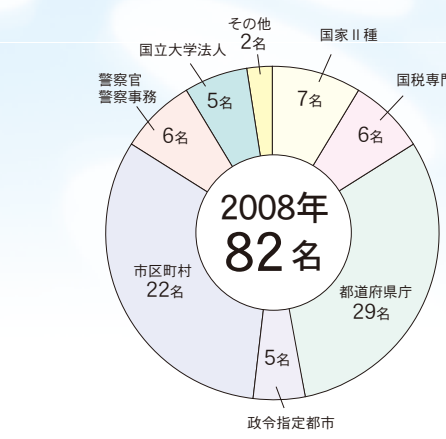 その他
2名
国家Ⅱ種
7名
国税専門
6名
都道府県庁
29名
5名
政令指定都市
市区町村
22名
警察官
警察事務
6名
国立大学法人
5名
2008年
82名